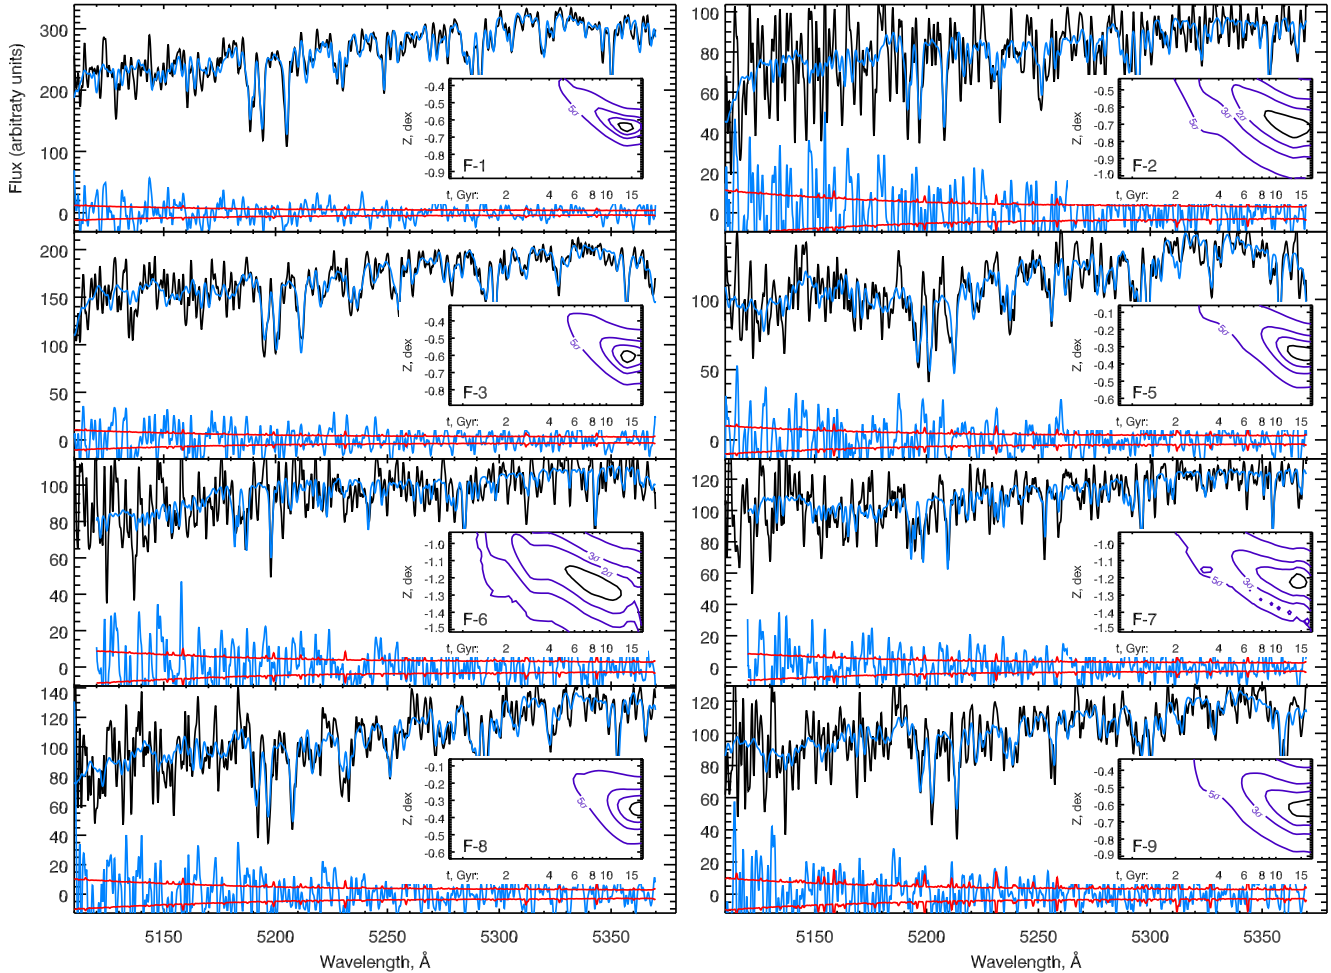 Flux (arbitraty units)
300
200
100
0
-0.4
-0.5
-0.6
-0.7
-0.8
-0.9
Z, dex
5σ
F-1
t, Gyr: 2 4 6 8 10 15
100
80
60
40
20
0
-0.5
-0.6
-0.7
-0.8
-0.9
-1.0
Z, dex
5σ
3σ
2σ
F-2
t, Gyr: 2 4 6 8 10 15
200
150
100
50
0
-0.4
-0.5
-0.6
-0.7
-0.8
Z, dex
5σ
F-3
t, Gyr: 2 4 6 8 10 15
100
50
0
-0.1
-0.2
-0.3
-0.4
-0.5
-0.6
Z, dex
5σ
F-5
t, Gyr: 2 4 6 8 10 15
100
80
60
40
20
0
-1.0
-1.1
-1.2
-1.3
-1.4
-1.5
Z, dex
3σ
2σ
F-6
t, Gyr: 2 4 6 8 10 15
120
100
80
60
40
20
0
-1.0
-1.1
-1.2
-1.3
-1.4
-1.5
Z, dex
5σ
3σ
F-7
t, Gyr: 2 4 6 8 10 15
140
120
100
80
60
40
20
0
-0.1
-0.2
-0.3
-0.4
-0.5
-0.6
Z, dex
5σ
F-8
t, Gyr: 2 4 6 8 10 15
5150 5200 5250 5300 5350
Wavelength, Å
120
100
80
60
40
20
0
-0.4
-0.5
-0.6
-0.7
-0.8
-0.9
Z, dex
5σ
3σ
F-9
t, Gyr: 2 4 6 8 10 15
5150 5200 5250 5300 5350
Wavelength, Å